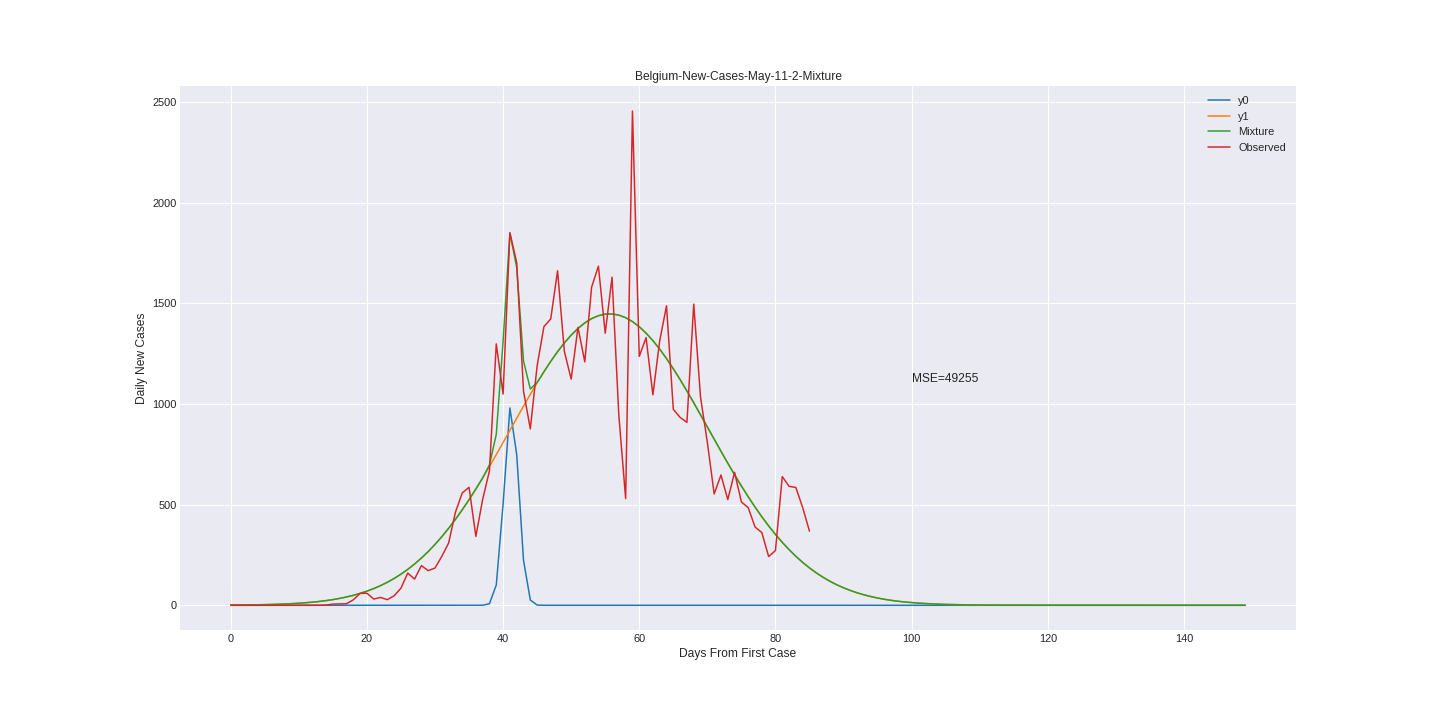 Belgium-New-Cases-May-11-2-Mixture
2500
2000
1500
1000
500
0
Daily New Cases
y0
y1
Mixture
Observed
MSE=49255
0 20 40 60 80 100 120 140
Days From First Case